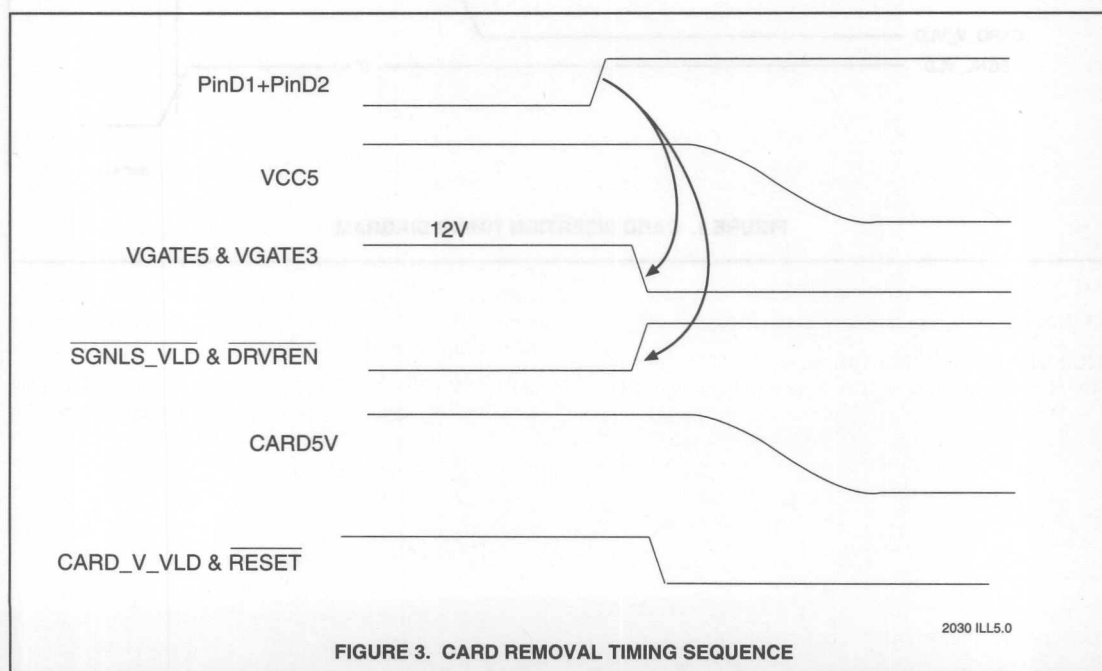 PinD1+PinD2
VCC5
12V
VGATE5 & VGATE3
SGNLS_VLD & DRVREN
CARD5V
CARD_V_VLD & RESET
2030 ILL5.0
FIGURE 3. CARD REMOVAL TIMING SEQUENCE